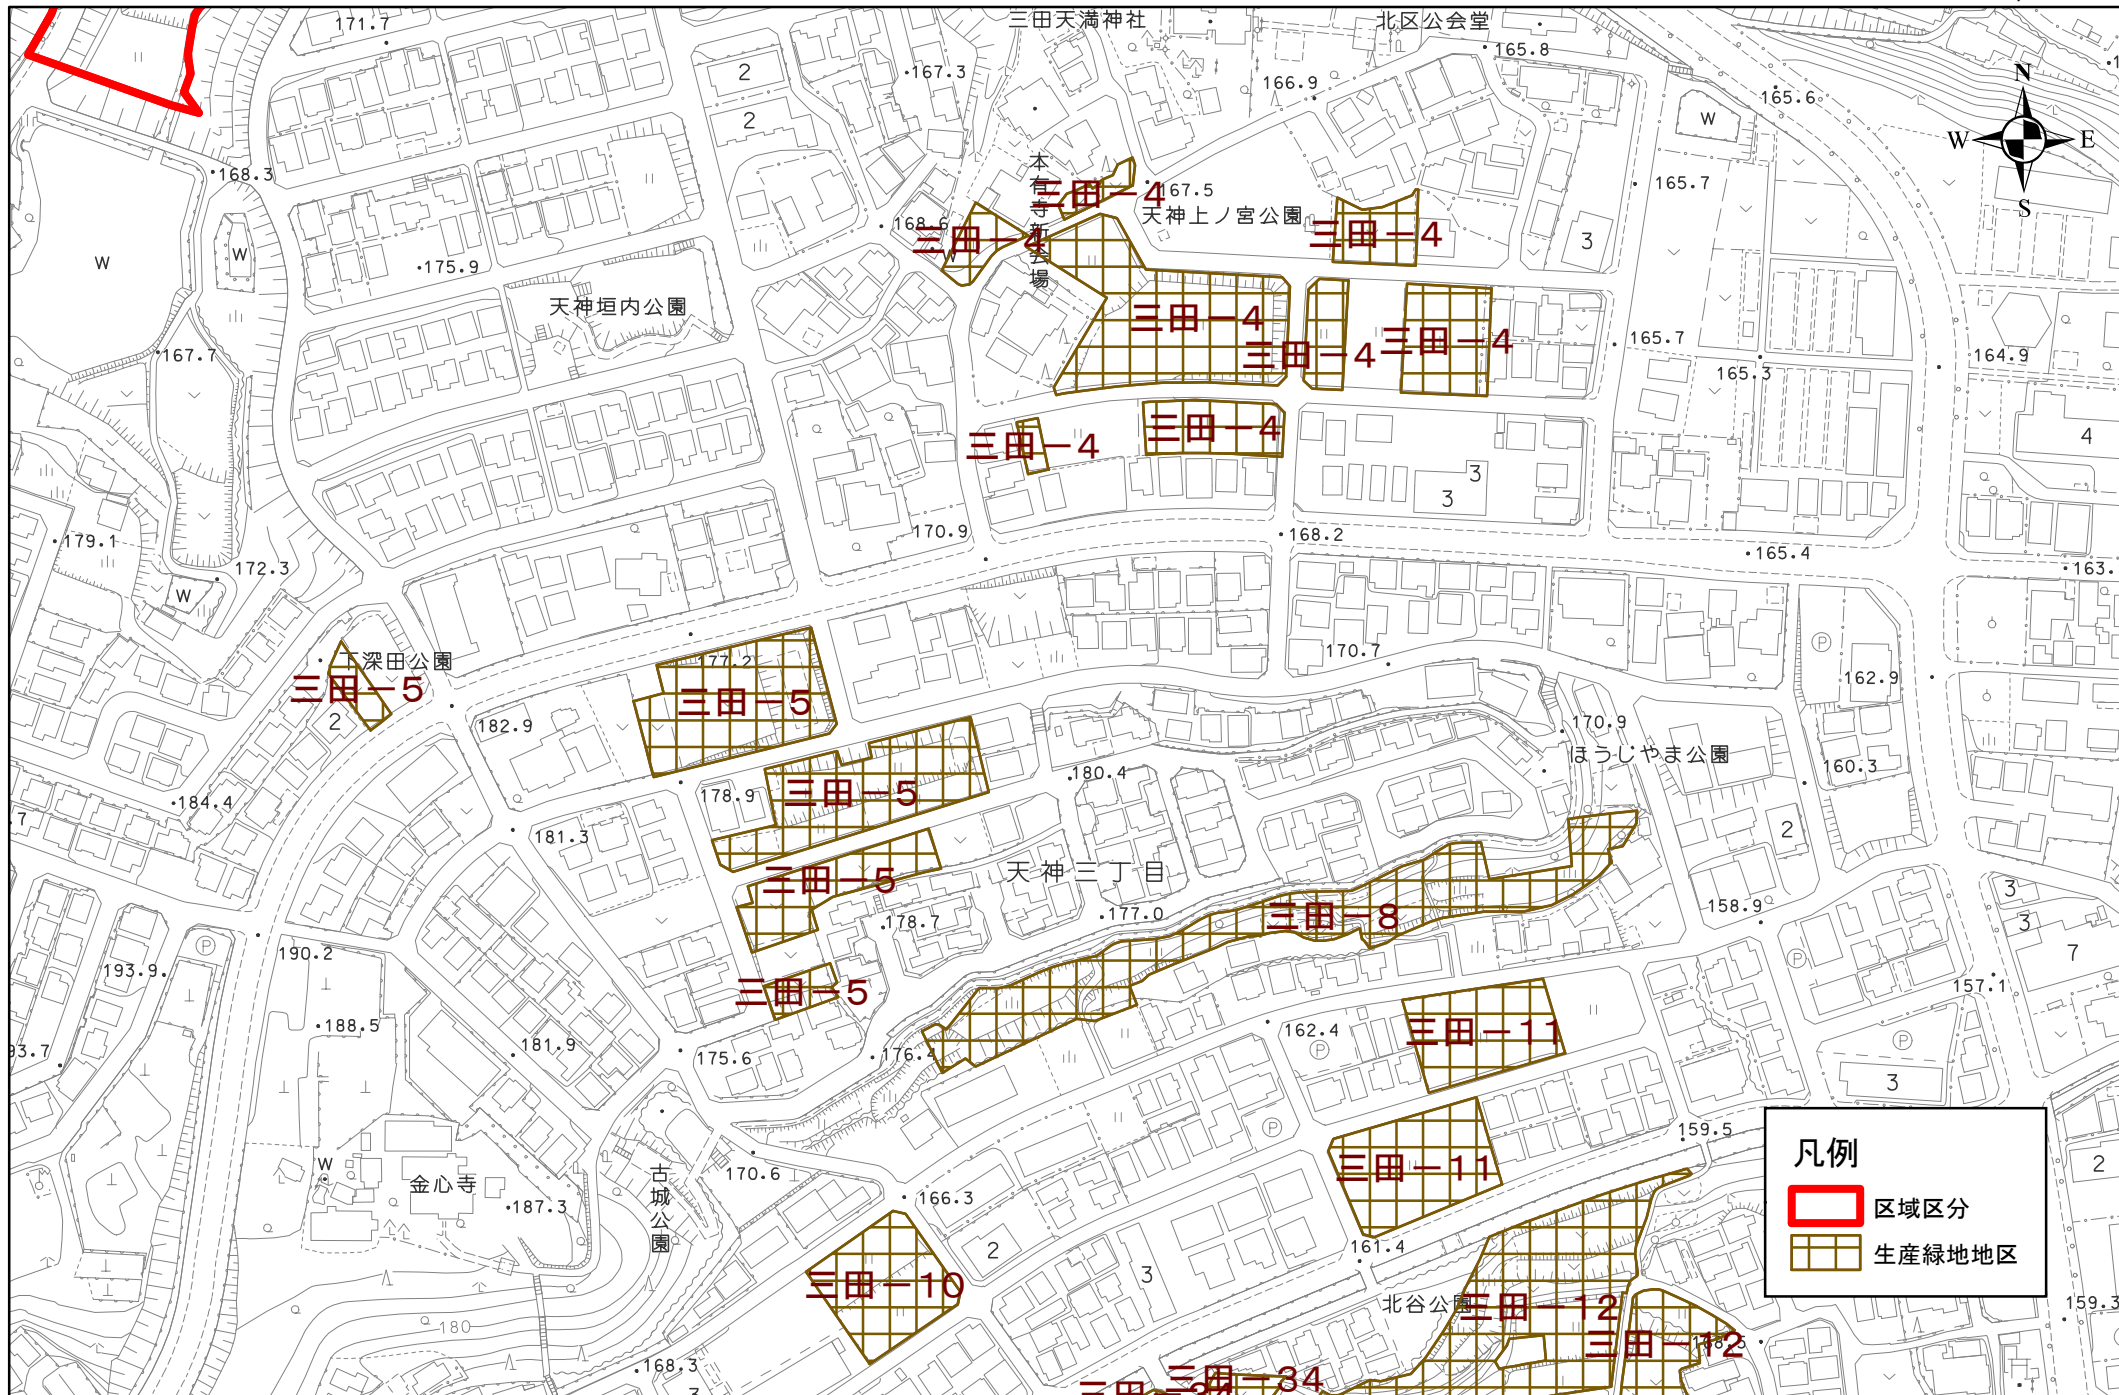 171.7
三田天満神社
北区公会堂
165.8
2
167.3
166.9
N
165.6
2
W
W
E
168.3
本有寺新会場
三田－4
167.5
165.7
S
天神上ノ宮公園
168.6
三田－4
三田－4
3
W
W
W
175.9
天神垣内公園
三田－4
三田－4
三田－4
165.7
167.7
164.9
165.3
三田－4
三田－4
4
3
3
170.9
168.2
179.1
165.4
172.3
163.
W
下深田公園
177.2
170.7
P
162.9
三田－5
三田－5
2
182.9
170.9
ほうじやま公園
180.4
160.3
三田－5
178.9
184.4
.7
181.3
2
天神三丁目
三田－5
3
177.0
三田－8
158.9
178.7
3
P
190.2
7
193.9
P
三田－5
157.1
188.5
162.4
三田－11
93.7
181.9
175.6
176.4
P
P
3
P
159.5
凡例
三田－11
2
W
金心寺
古城公園
170.6
187.3
166.3
区域区分
161.4
2
生産緑地地区
3
三田－10
北谷公園
三田－12
159.3
180
三田－12
168.3
三田－34
3
三田－34